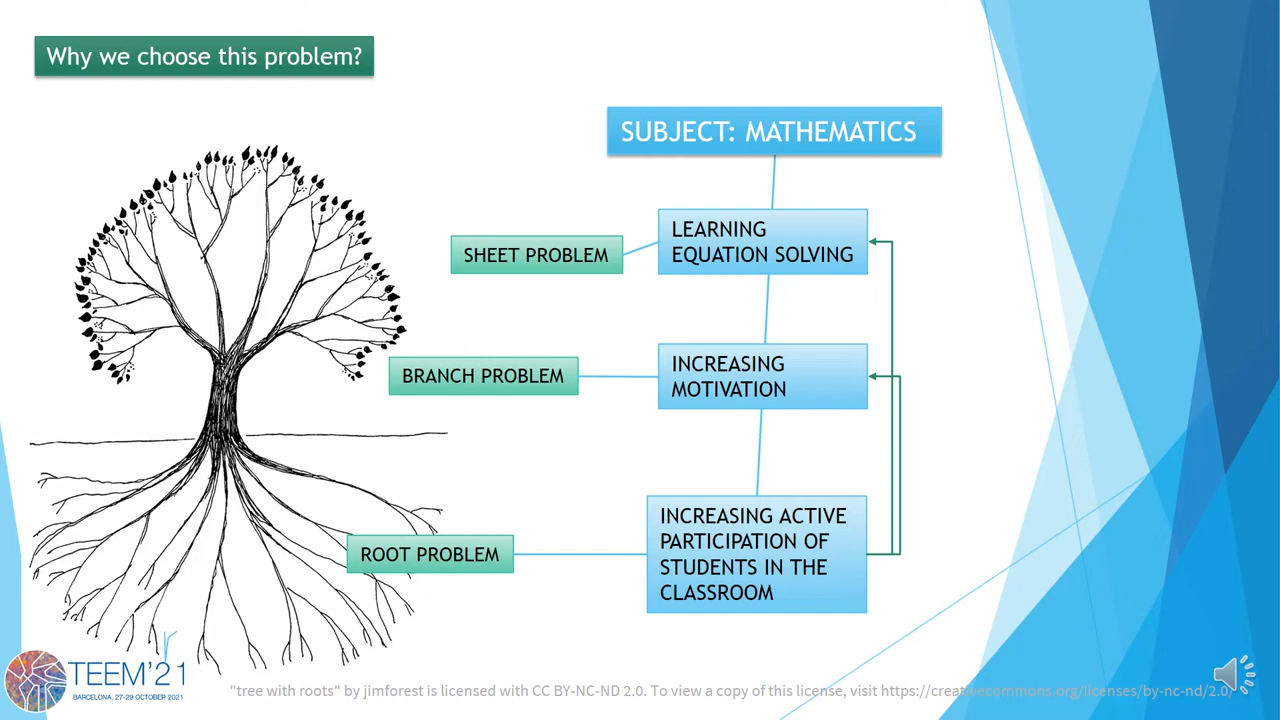 Why we choose this problem?
SUBJECT: MATHEMATICS
SHEET PROBLEM
LEARNING
EQUATION SOLVING
BRANCH PROBLEM
INCREASING
MOTIVATION
ROOT PROBLEM
INCREASING ACTIVE
PARTICIPATION OF
STUDENTS IN THE
CLASSROOM
TEEM'21
BARCELONA, 27-29 OCTOBER 2021
"tree with roots" by jimforest is licensed with CC BY-NC-ND 2.0. To view a copy of this license, visit https://creativecommons.org/licenses/by-nc-nd/2.0/